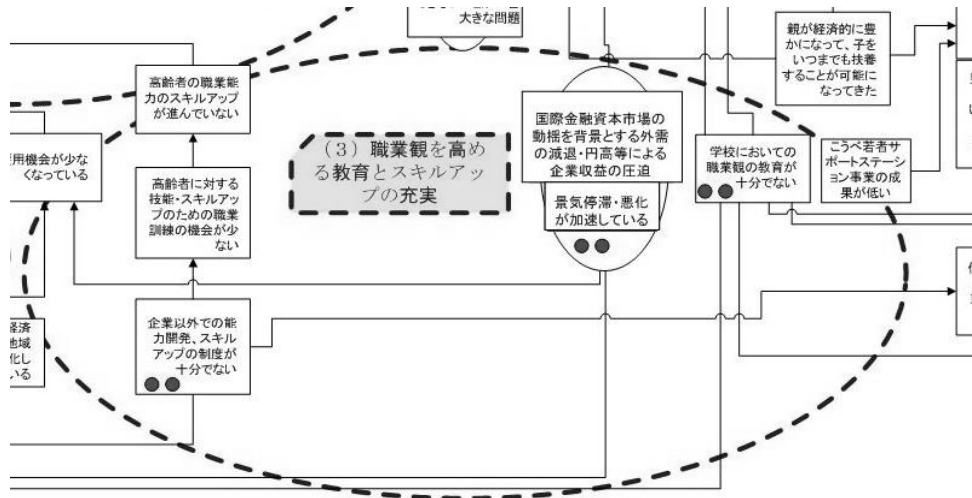 大きな問題
親が経済的に豊
かになって、子を
いつまでも扶養
することが可能に
なってきた
高齢者の職業能
力のスキルアップ
が進んでいない
国際金融資本市場の
動揺を背景とする外需
の減退・円高等による
企業収益の圧迫
(3)職業観を高め
る教育とスキルアッ
プの充実
学校においての
職業観の教育が
十分でない
こうべ若者サ
ポートステー
ション事業の成
果が低い
用機会が少な
くなっている
高齢者に対する
技能・スキルアッ
プのための職業
訓練の機会が少
ない
景気停滞・悪化
が加速している
企業以外での能
力開発、スキル
アップの制度が
十分でない
経済
地域
化し
いる